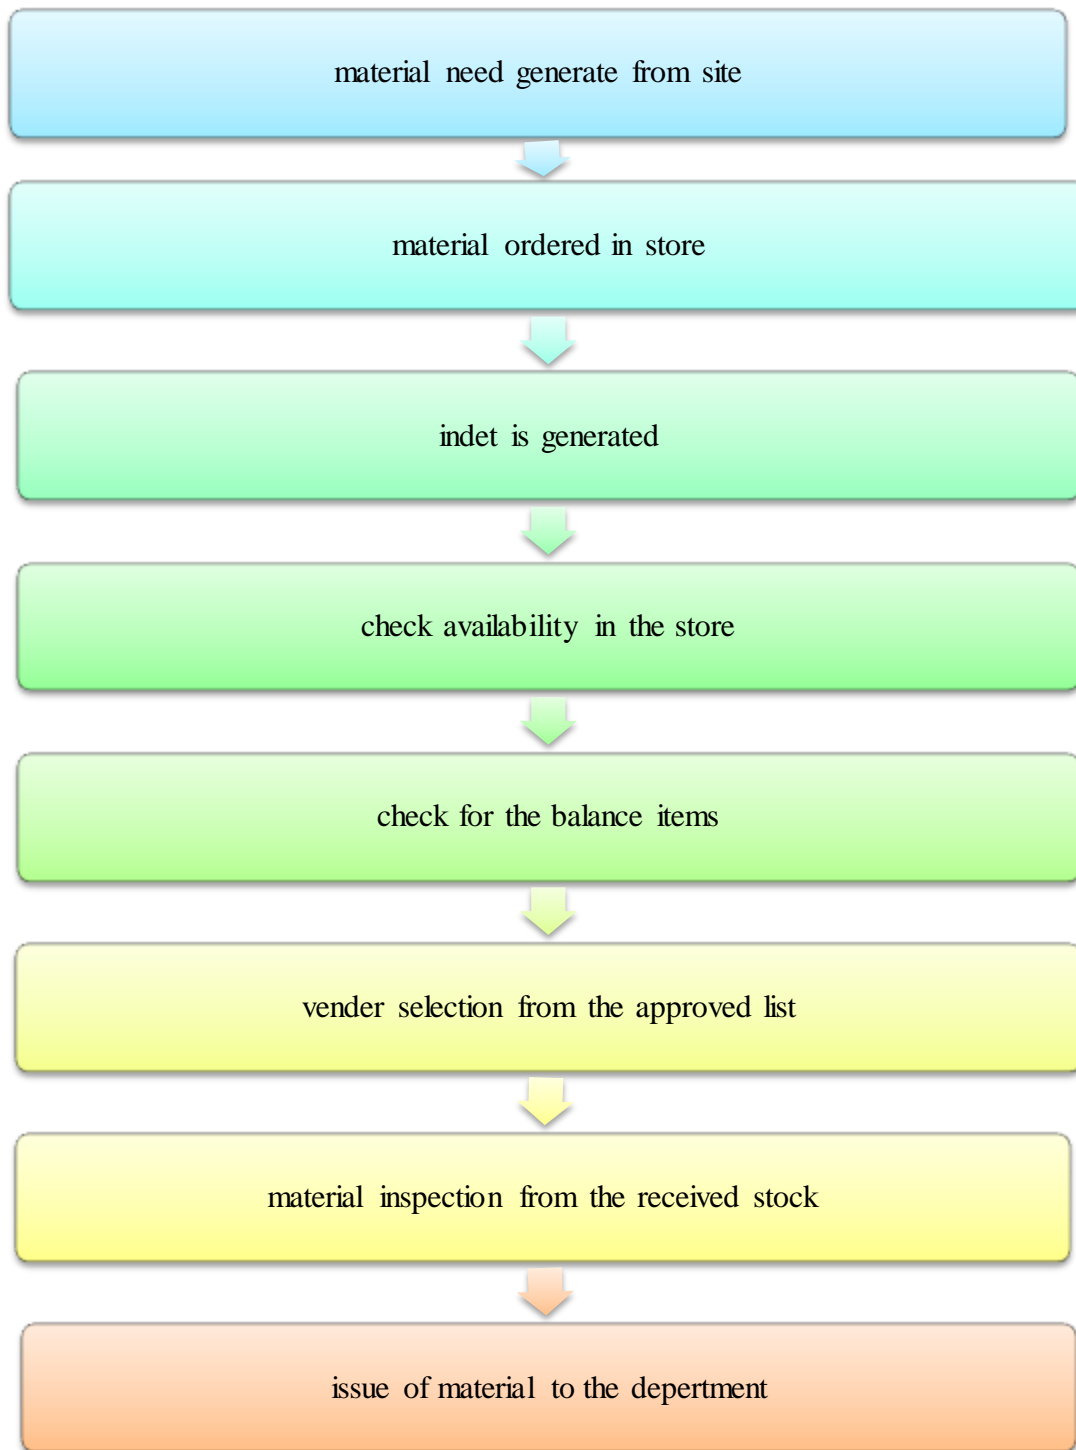 material need generate from site
material ordered in store
indet is generated
check availability in the store
check for the balance items
vender selection from the approved list
material inspection from the received stock
issue of material to the depertment